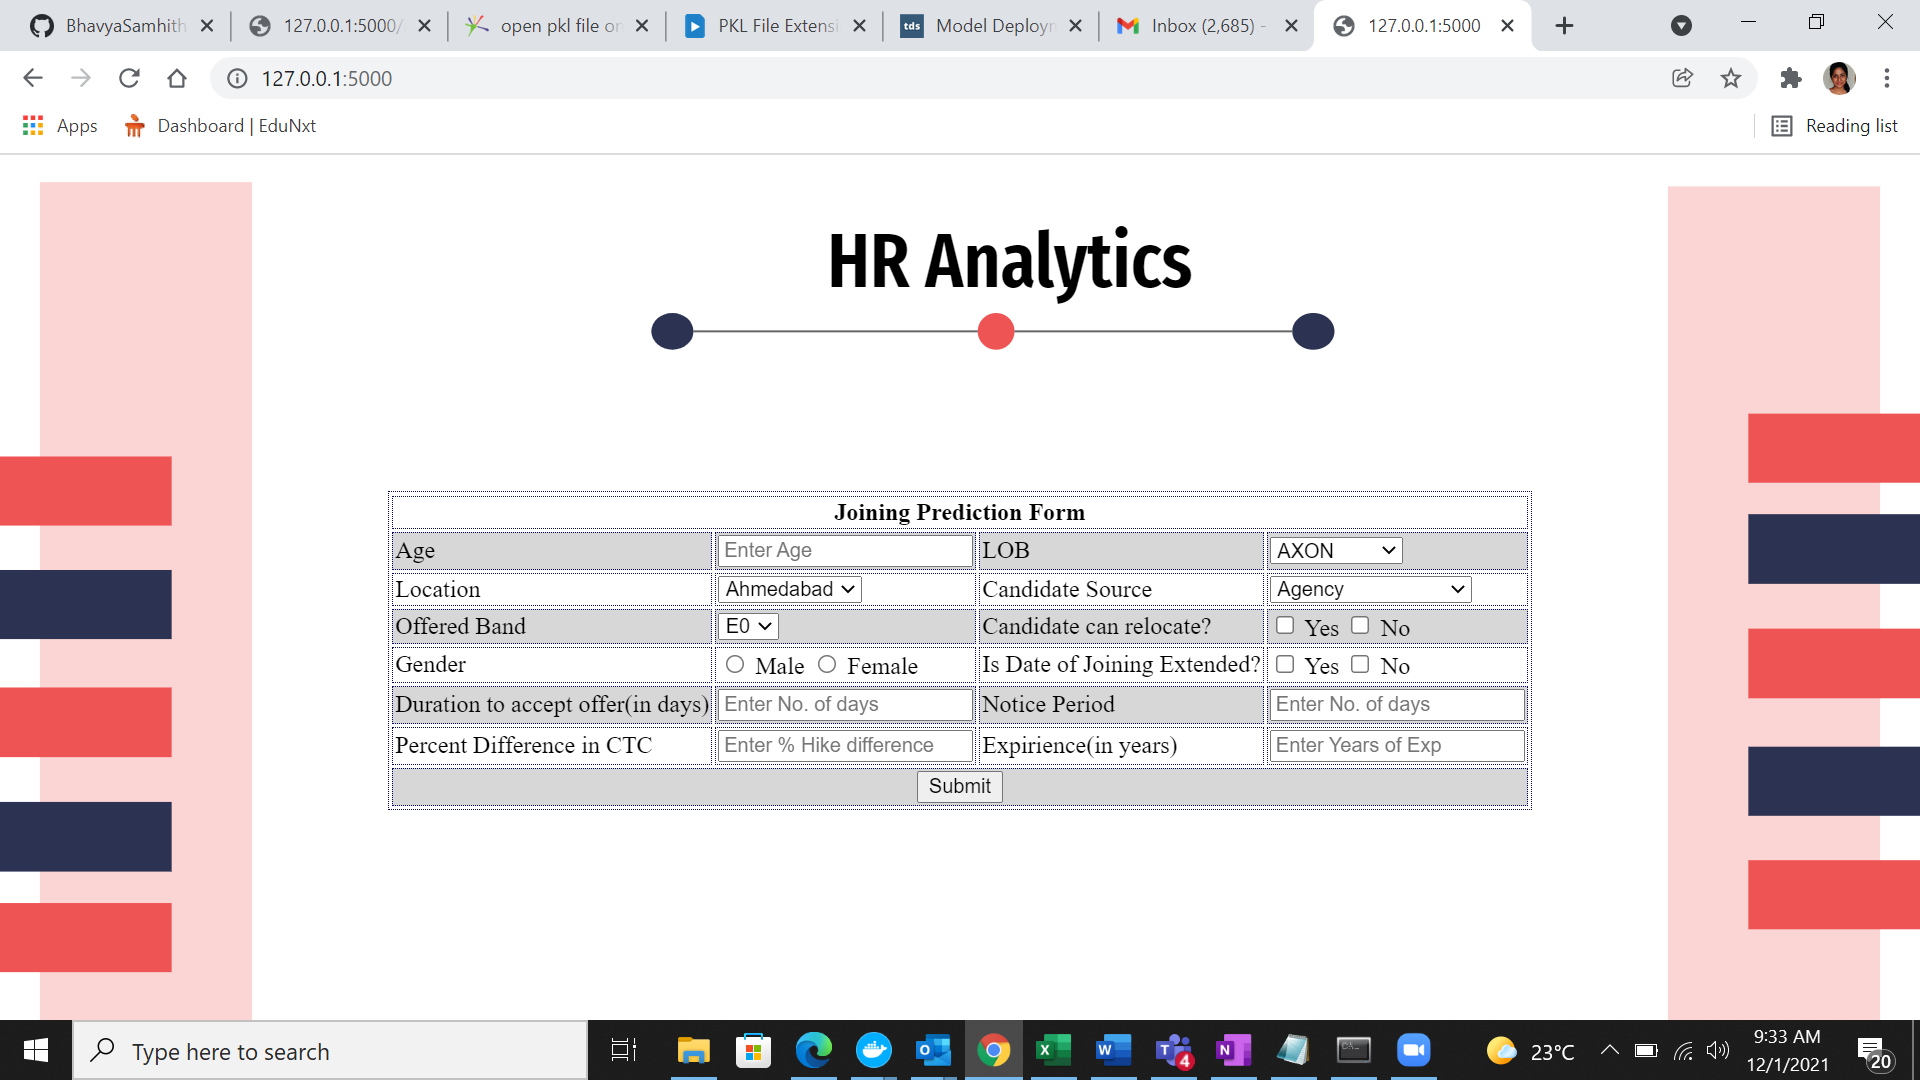 BhavyaSamhith
127.0.0.1:5000/
open pkl file on
PKL File Extensi
tds Model Deploym
Inbox (2,685) -
127.0.0.1:5000
127.0.0.1:5000
Apps
Dashboard | EduNxt
Reading list
HR Analytics
Joining Prediction Form
Age Enter Age LOB AXON
Location Ahmedabad Candidate Source Agency
Offered Band E0 Candidate can relocate? Yes No
Gender Male Female Is Date of Joining Extended? Yes No
Duration to accept offer(in days) Enter No. of days Notice Period Enter No. of days
Percent Difference in CTC Enter % Hike difference Expirience(in years) Enter Years of Exp
Submit
Type here to search
4
23°C
9:33 AM
12/1/2021
20